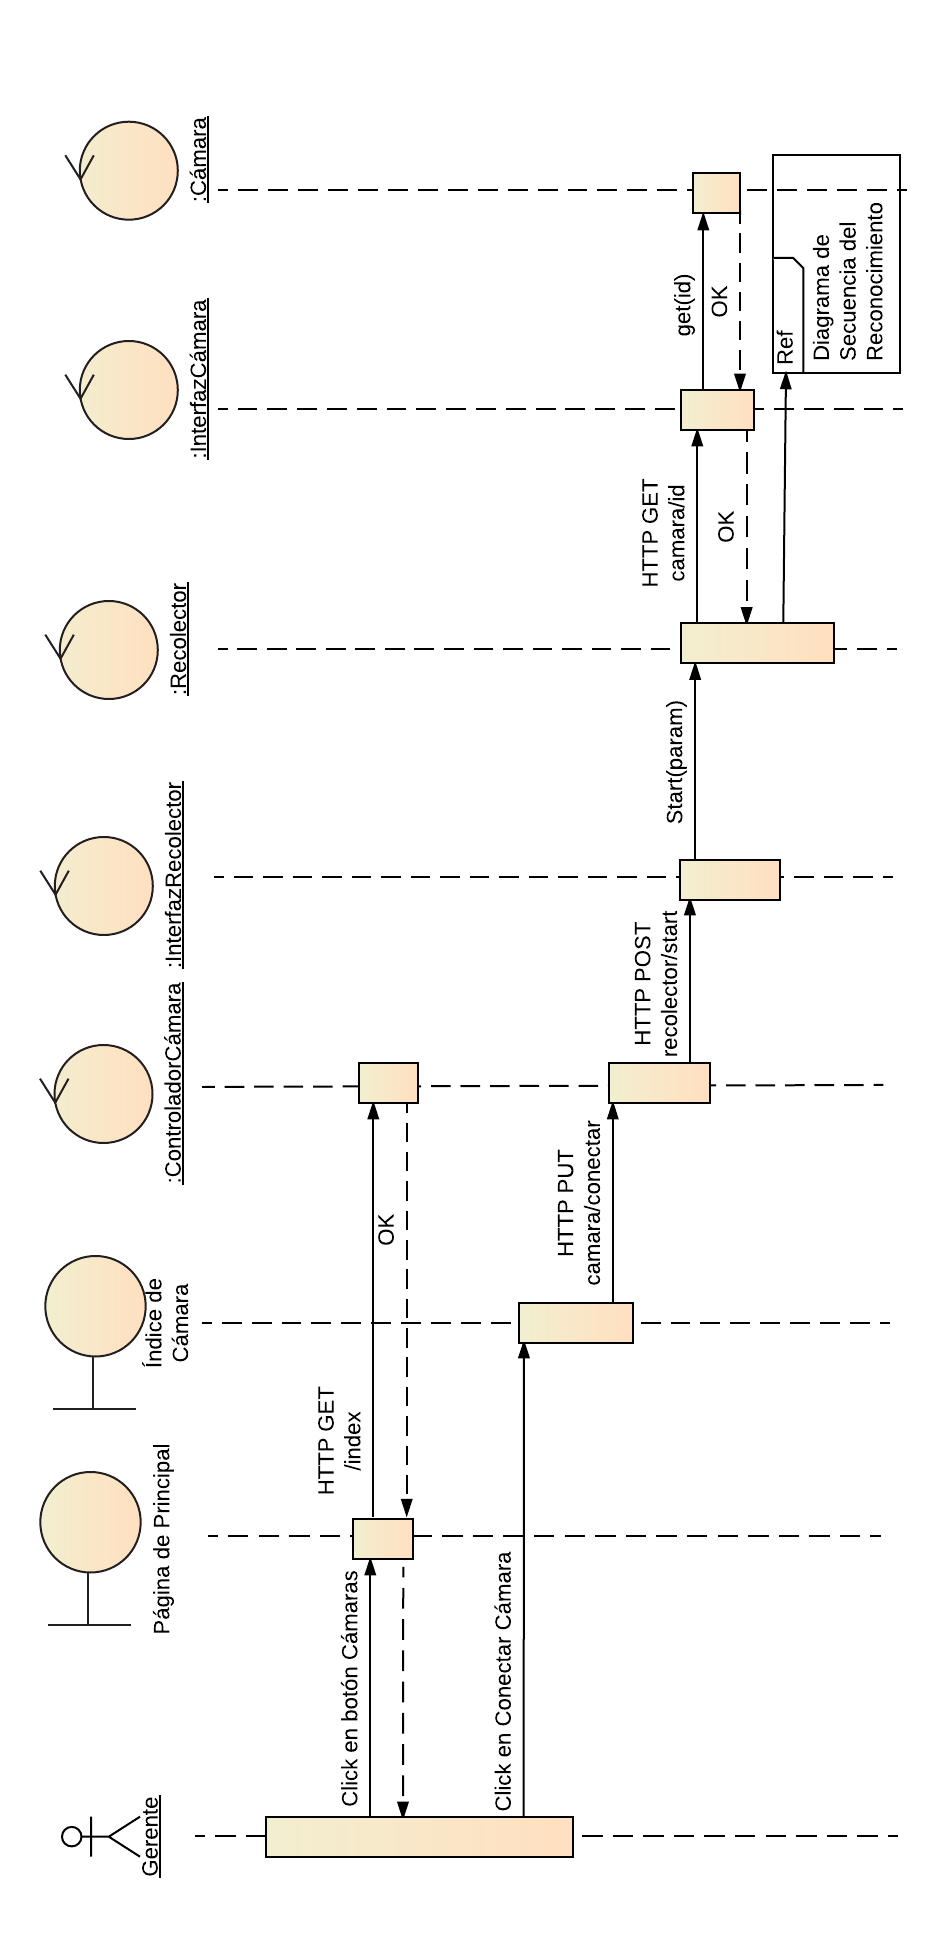 Gerente
Página de Principal
Índice de
Cámara
:ControladorCámara
:InterfazRecolector
:Recolector
:InterfazCámara
:Cámara
Click en botón Cámaras
HTTP GET
/index
OK
Click en Conectar Cámara
HTTP PUT
camara/conectar
HTTP POST
recolector/start
Start(param)
HTTP GET
camara/id
get(id)
OK
OK
Ref
Diagrama de
Secuencia del
Reconocimiento